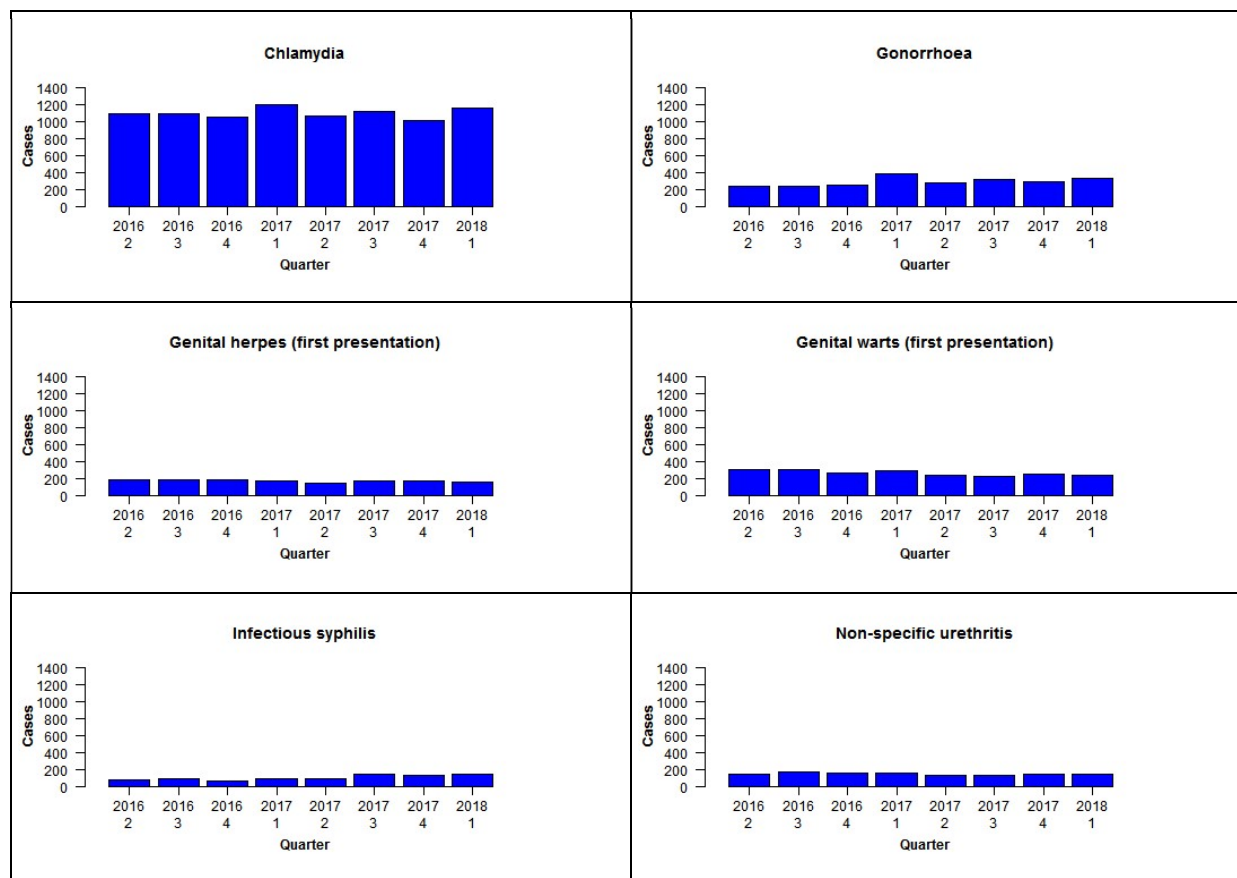 Chlamydia
1400
1200
1000
800
600
400
200
0
Cases
2016 2016 2016 2017 2017 2017 2017 2018
2 3 4 1 2 3 4 1
Quarter
Gonorrhoea
1400
1200
1000
800
600
400
200
0
Cases
2016 2016 2016 2017 2017 2017 2017 2018
2 3 4 1 2 3 4 1
Quarter
Genital herpes (first presentation)
1400
1200
1000
800
600
400
200
0
Cases
2016 2016 2016 2017 2017 2017 2017 2018
2 3 4 1 2 3 4 1
Quarter
Genital warts (first presentation)
1400
1200
1000
800
600
400
200
0
Cases
2016 2016 2016 2017 2017 2017 2017 2018
2 3 4 1 2 3 4 1
Quarter
Infectious syphilis
1400
1200
1000
800
600
400
200
0
Cases
2016 2016 2016 2017 2017 2017 2017 2018
2 3 4 1 2 3 4 1
Quarter
Non-specific urethritis
1400
1200
1000
800
600
400
200
0
Cases
2016 2016 2016 2017 2017 2017 2017 2018
2 3 4 1 2 3 4 1
Quarter